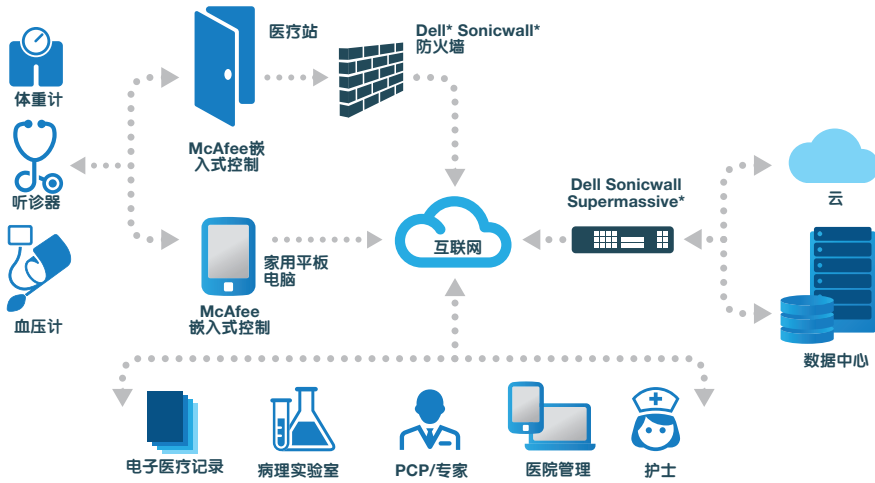 体重计
听诊器
血压计
医疗站
McAfee嵌
入式控制
Dell* Sonicwall*
防火墙
家用平板
电脑
McAfee
嵌入式控制
互联网
Dell Sonicwall
Supermassive*
云
数据中心
电子医疗记录
病理实验室
PCP/专家
医院管理
护士